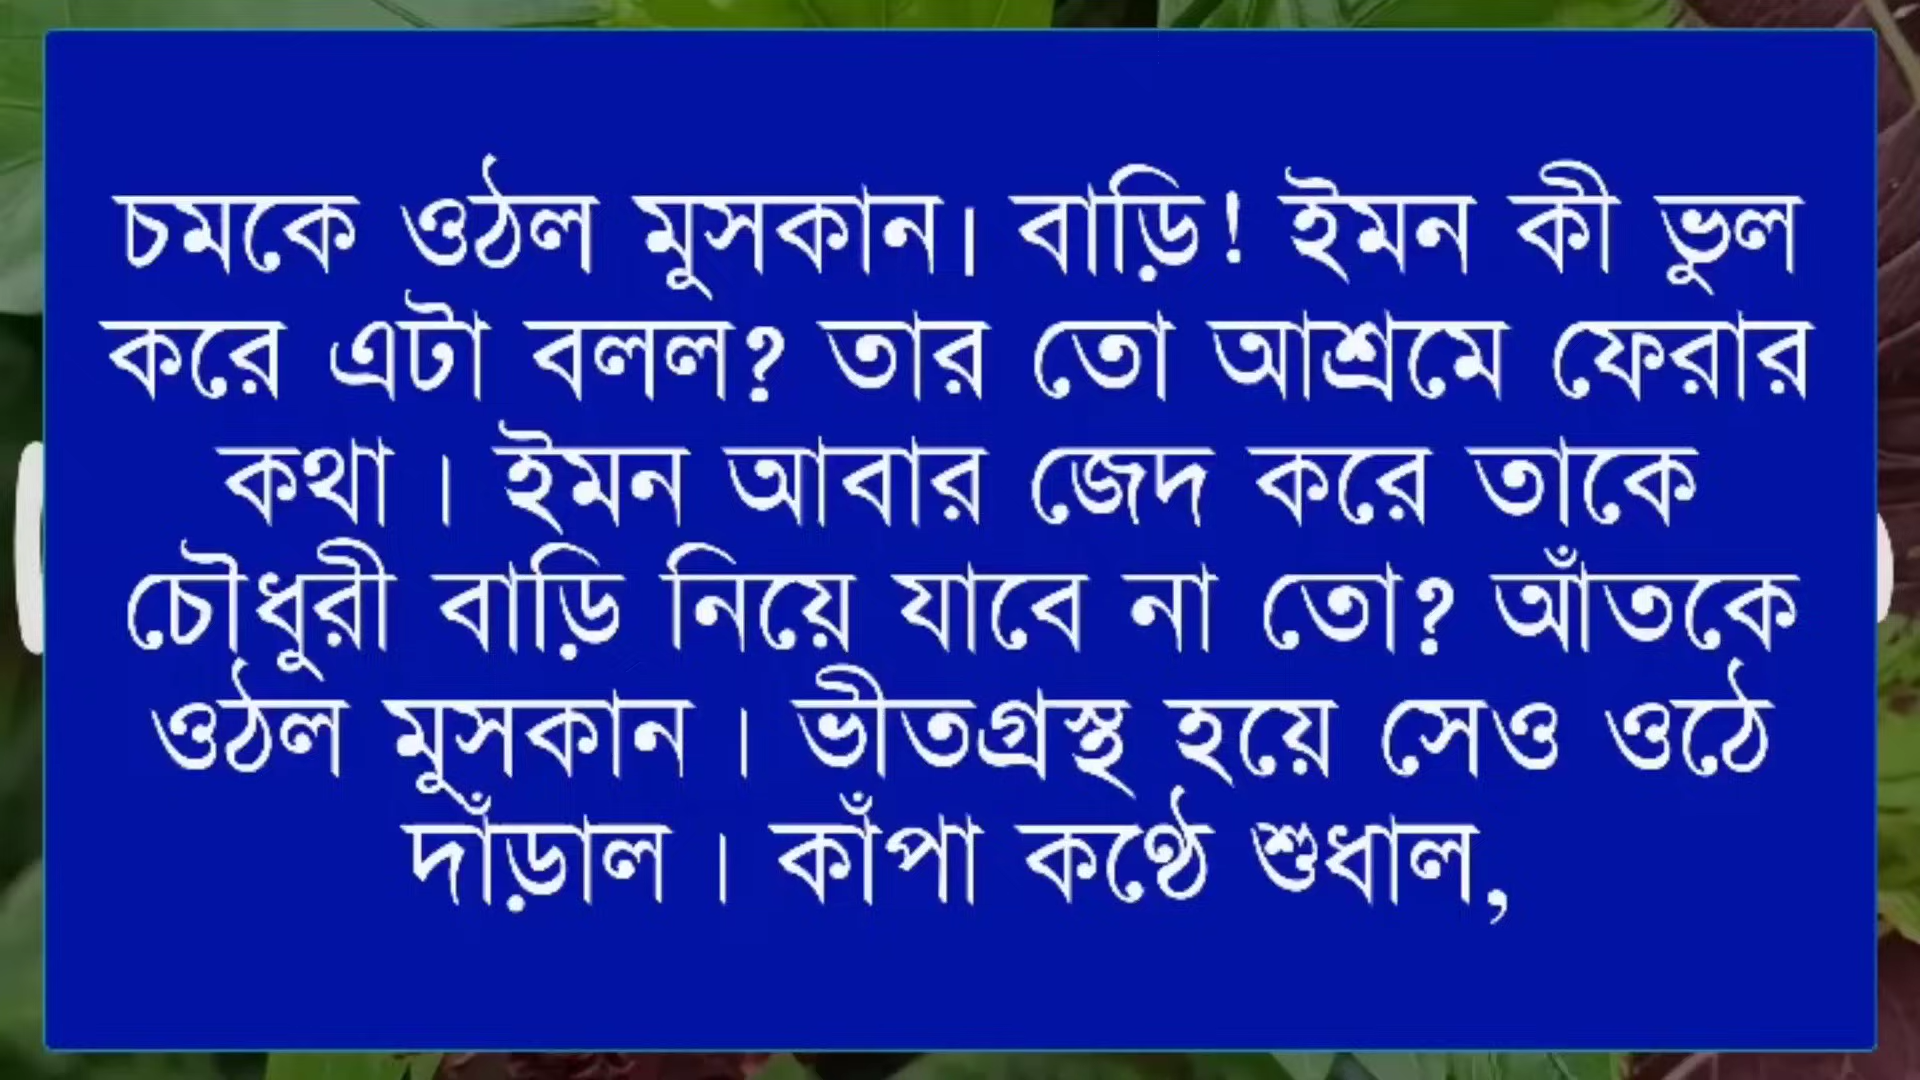 চমকে ওঠল মুসকান। বাড়ি! ইমন কী ভুল
করে এটা বলল? তার তো আশ্রমে ফেরার
কথা । ইমন আবার জেদ করে তাকে
চৌধুরী বাড়ি নিয়ে যাবে না তো? আঁতকে
ওঠল মুসকান । ভীতগ্রস্থ হয়ে সেও ওঠে
দাঁড়াল । কাঁপা কণ্ঠে শুধাল,